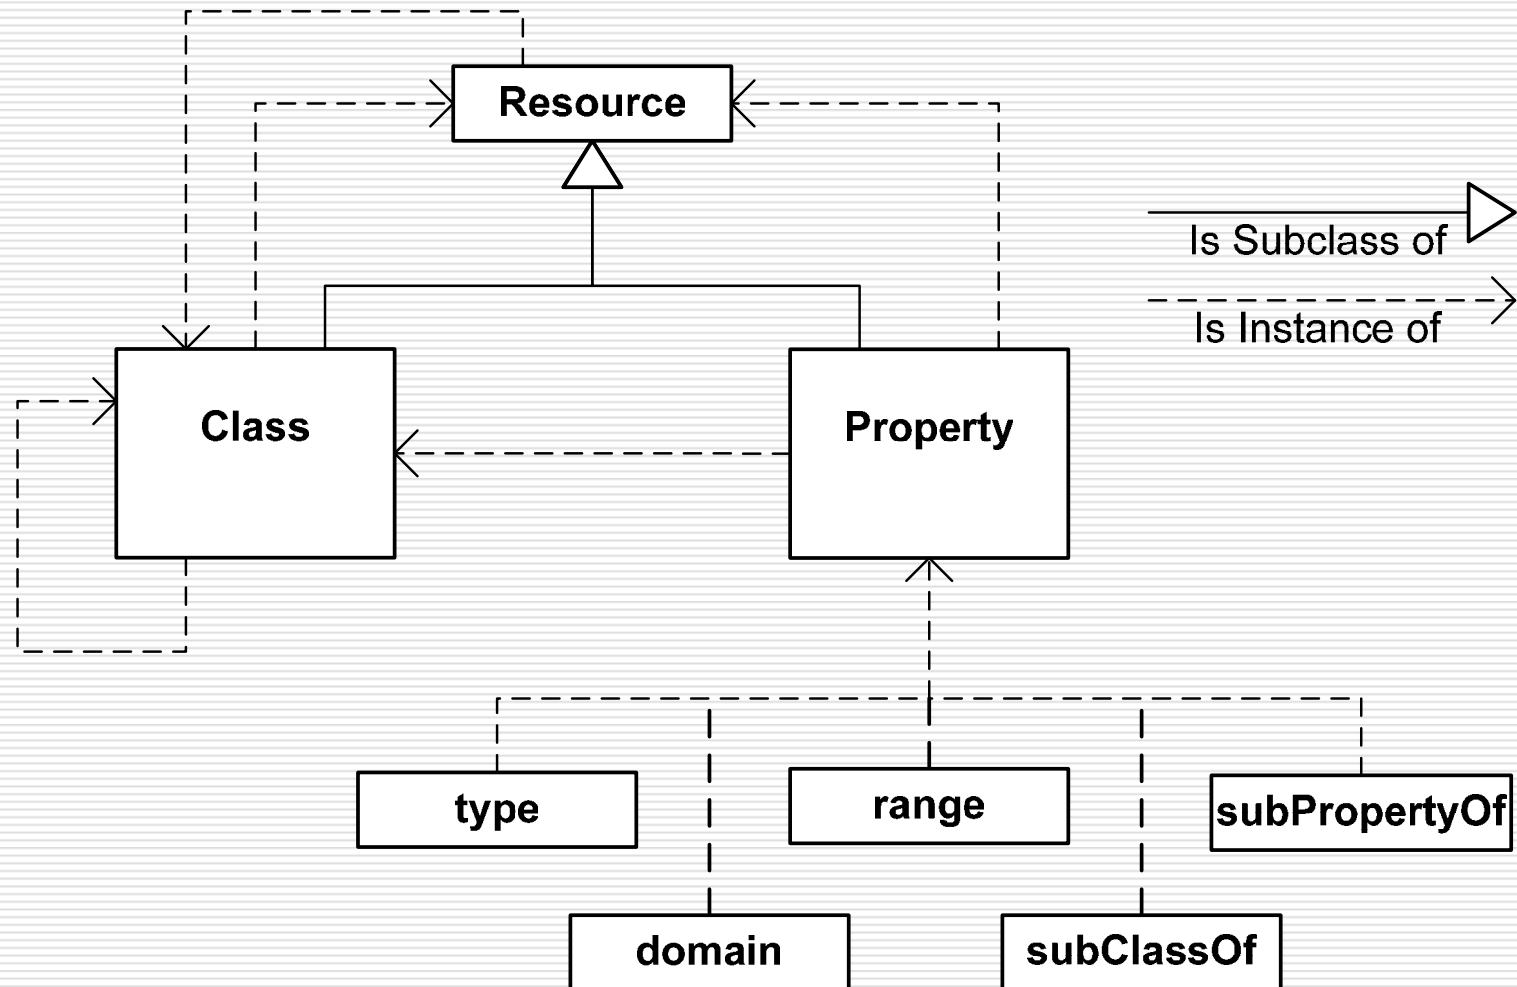 Resource
Is Subclass of
Is Instance of
Class
Property
type
range
subPropertyOf
domain
subClassOf